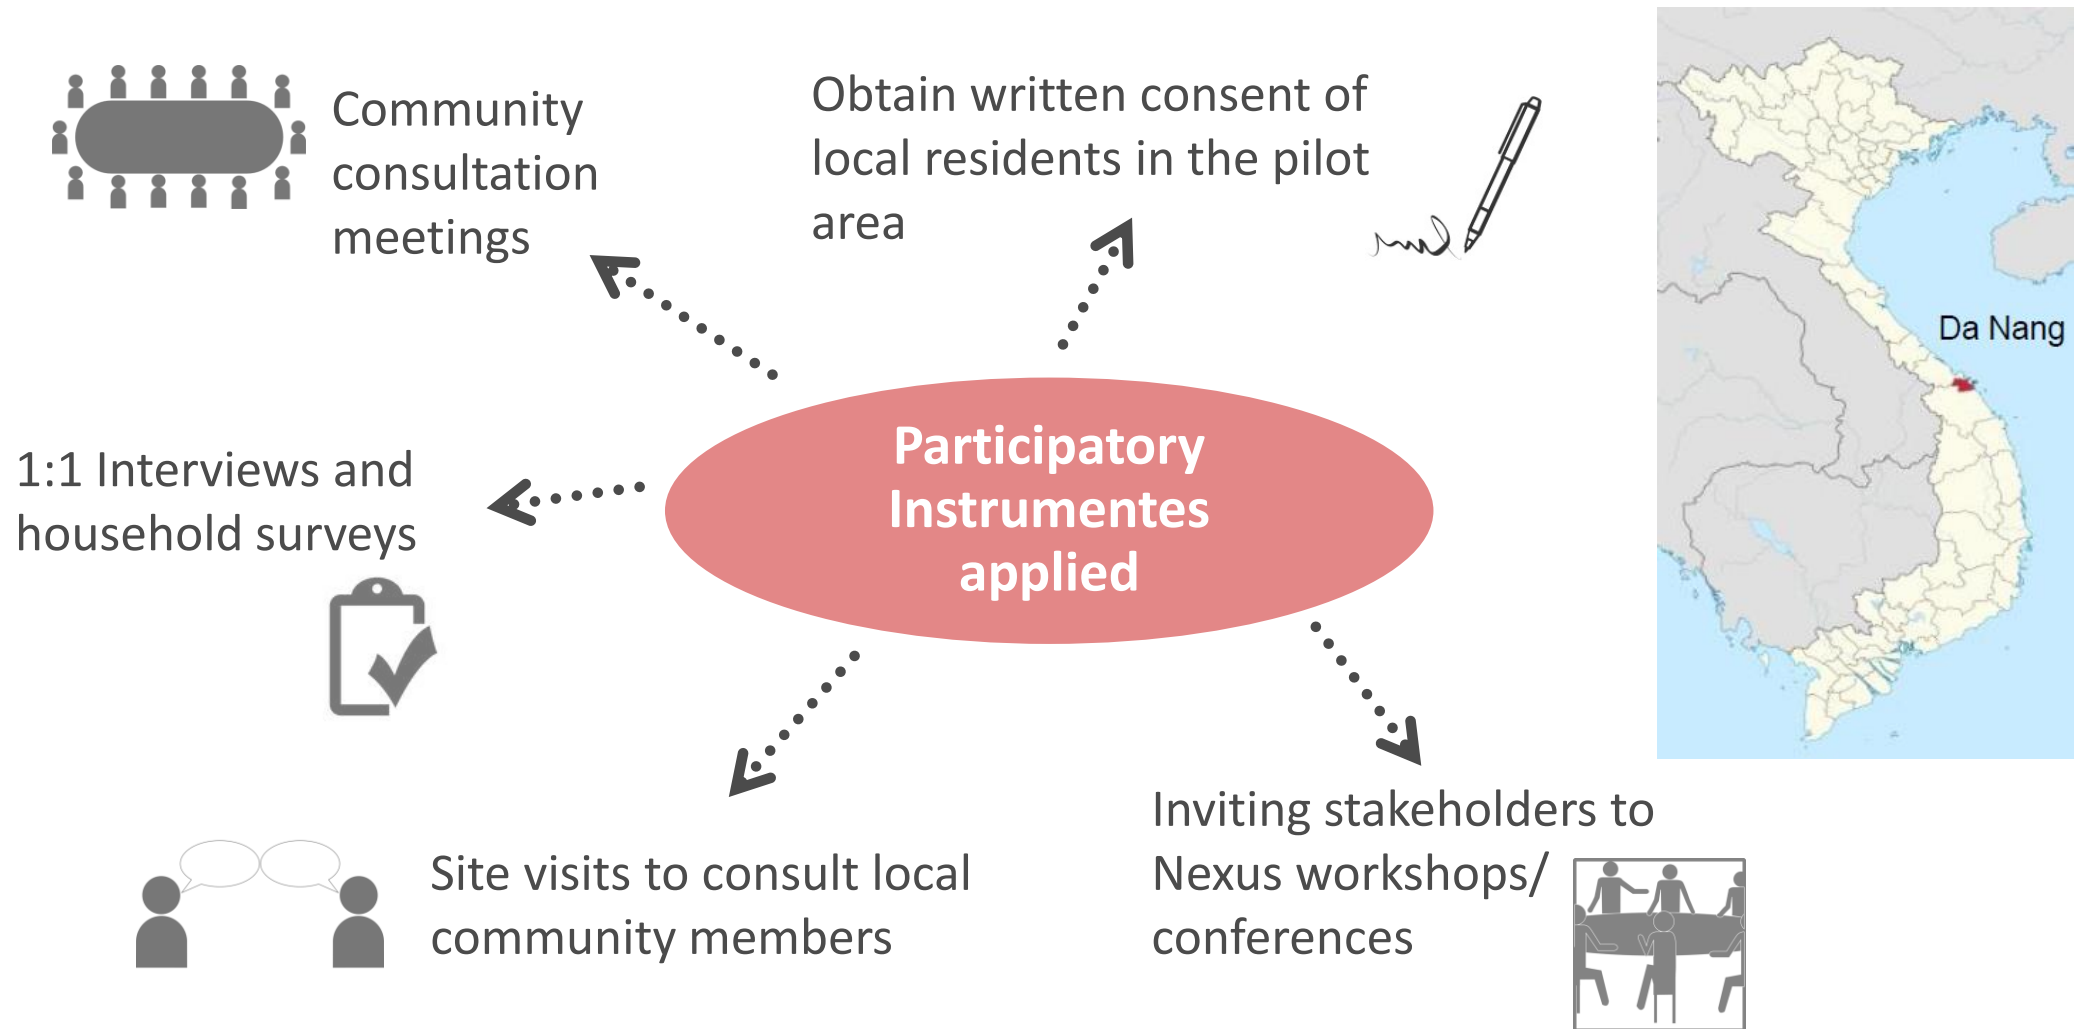 Community
consultation
meetings
Obtain written consent of
local residents in the pilot
area
Da Nang
1:1 Interviews and
household surveys
Participatory
Instrumentes
applied
Site visits to consult local
community members
Inviting stakeholders to
Nexus workshops/
conferences